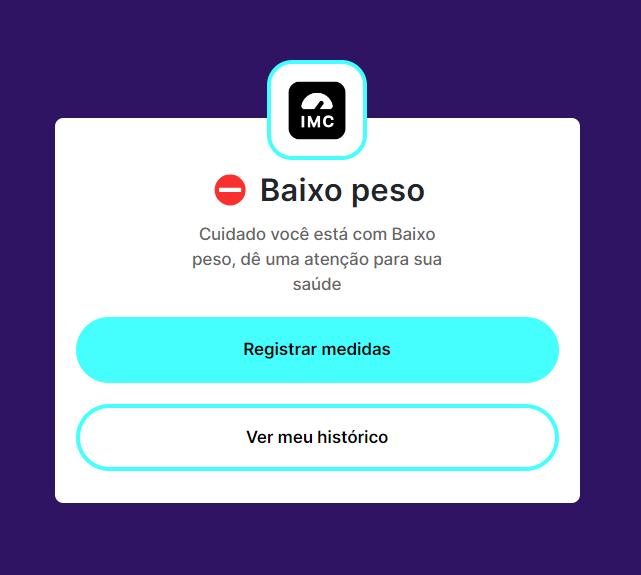 IMC
Baixo peso
Cuidado você está com Baixo
peso, dê uma atenção para sua
saúde
Registrar medidas
Ver meu histórico